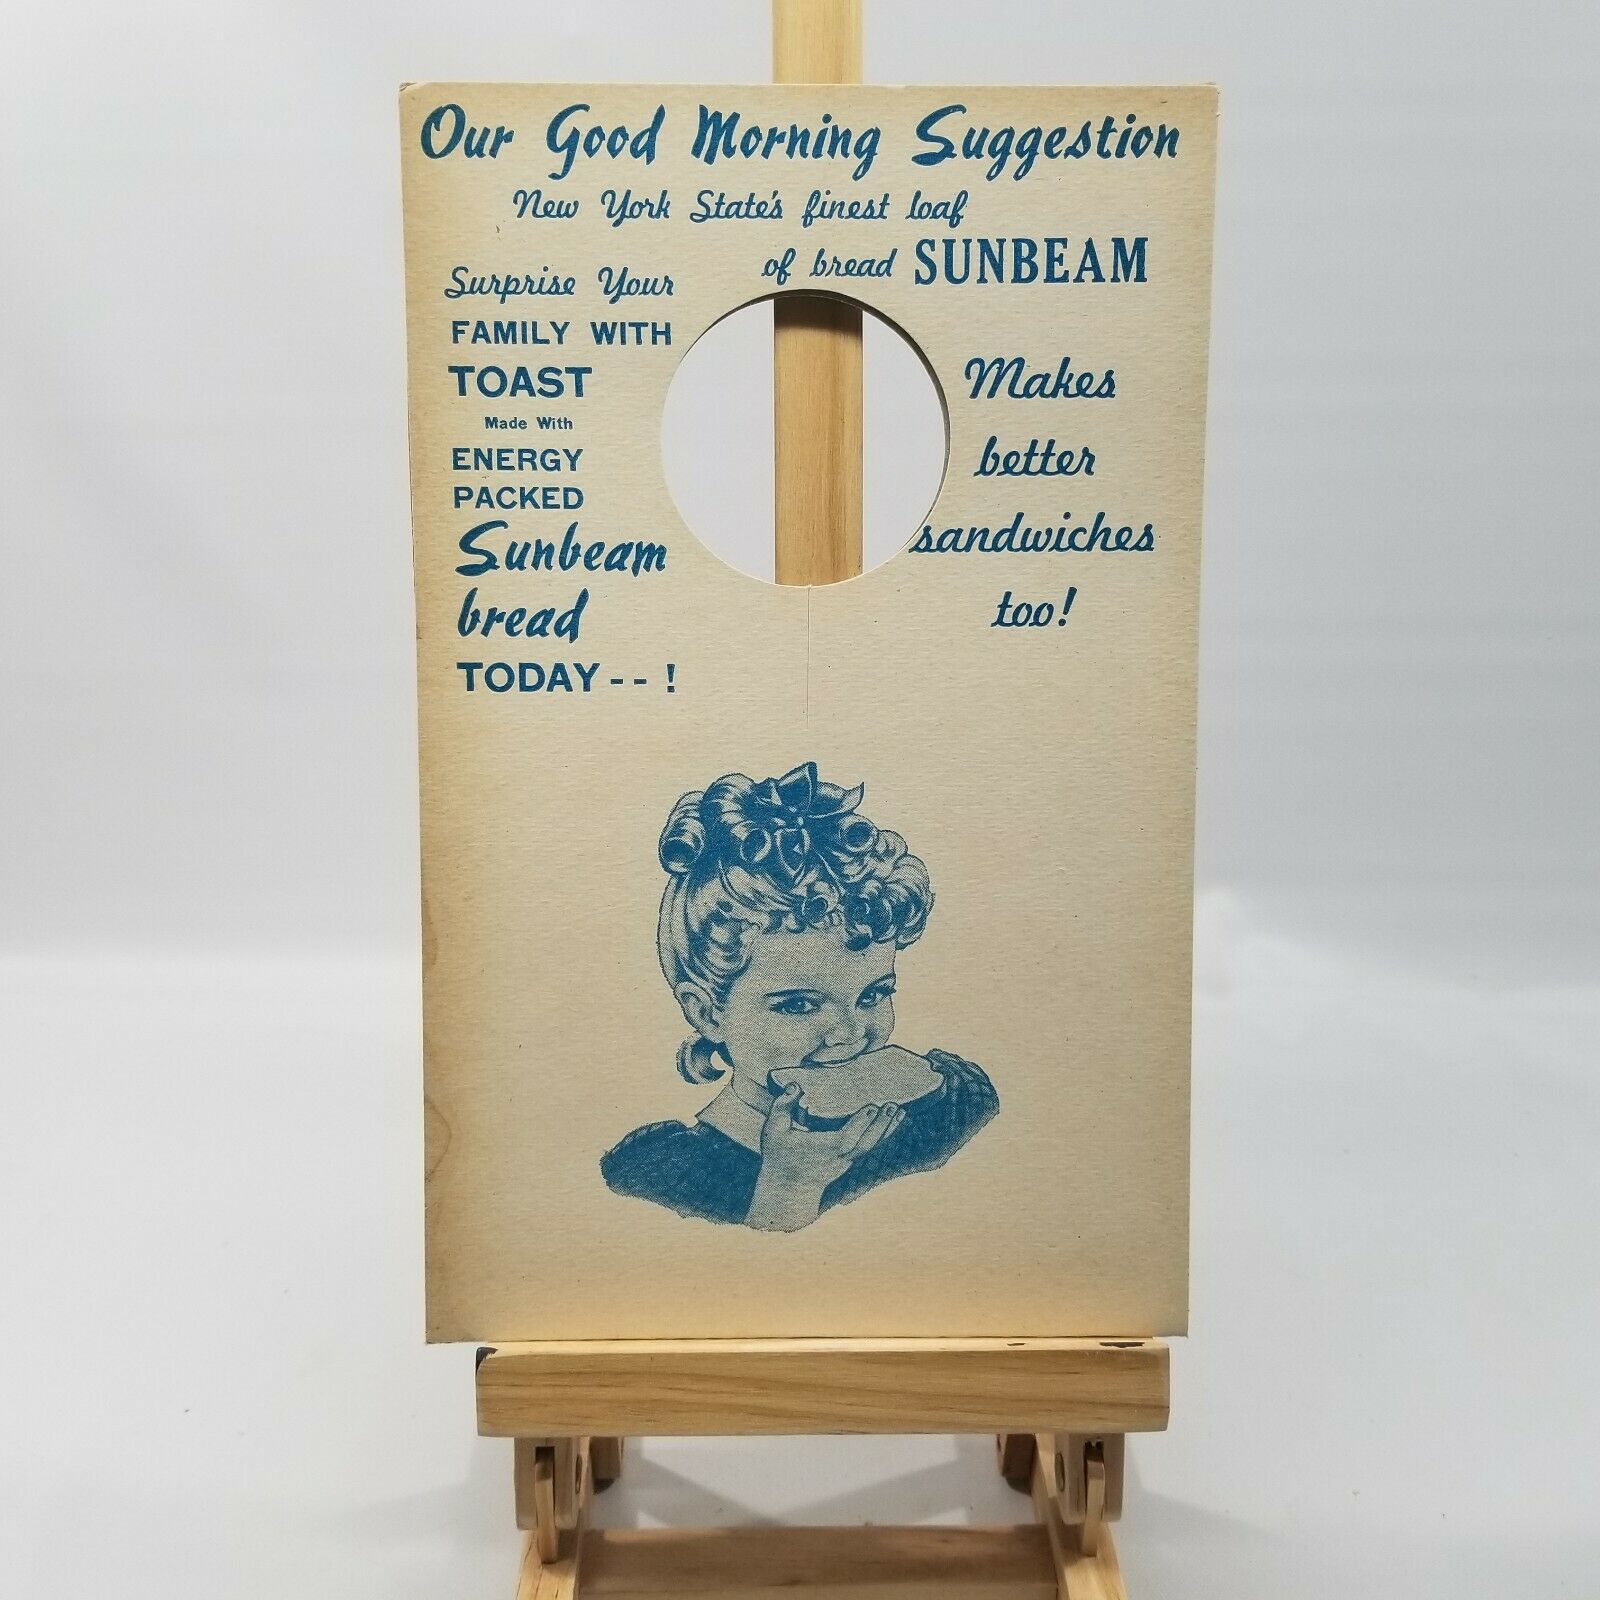 Our Good Morning Suggestion
New York State's finest loaf
of bread SUNBEAM
Surprise Your
FAMILY WITH
TOAST
Made With
ENERGY
PACKED
Sunbeam
bread
TODAY -- !
Makes
better
sandwiches
too!